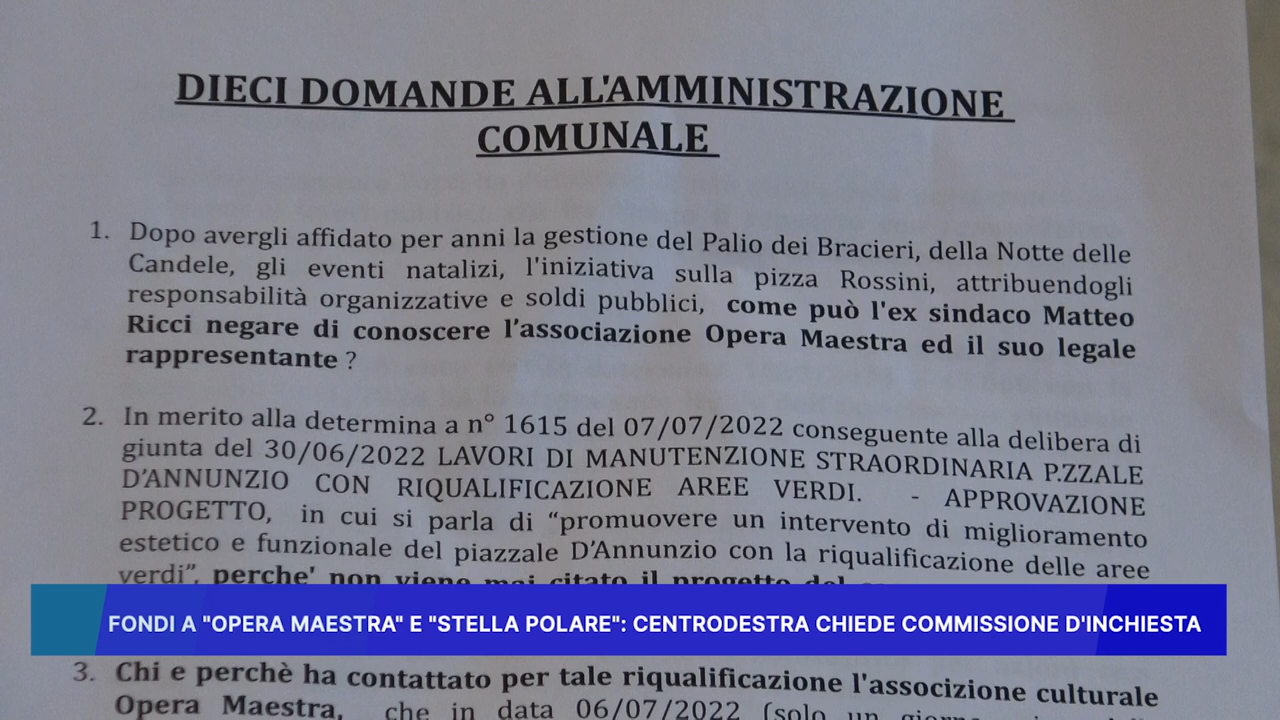 DIECI DOMANDE ALL'AMMINISTRAZIONE
COMUNALE
1. Dopo avergli affidato per anni la gestione del Palio dei Bracieri, della Notte delle
Candele, gli eventi natalizi, l'iniziativa sulla pizza Rossini, attribuendogli
responsabilità organizzative e soldi pubblici, come può l'ex sindaco Matteo
Ricci negare di conoscere l'associazione Opera Maestra ed il suo legale
rappresentante ?
2. In merito alla determina a n° 1615 del 07/07/2022 conseguente alla delibera di
giunta del 30/06/2022 LAVORI DI MANUTENZIONE STRAORDINARIA P.ZZALE
D'ANNUNZIO CON RIQUALIFICAZIONE AREE VERDI. - APPROVAZIONE
PROGETTO, in cui si parla di “promuovere un intervento di miglioramento
estetico e funzionale del piazzale D'Annunzio con la riqualificazione delle aree
verdi”, perche' non viene mai citato il progetto del
FONDI A "OPERA MAESTRA" E "STELLA POLARE": CENTRODESTRA CHIEDE COMMISSIONE D'INCHIESTA
3. Chi e perchè ha contattato per tale riqualificazione l'associzione culturale
Opera Maestra, che in data 06/07/2022 (solo un